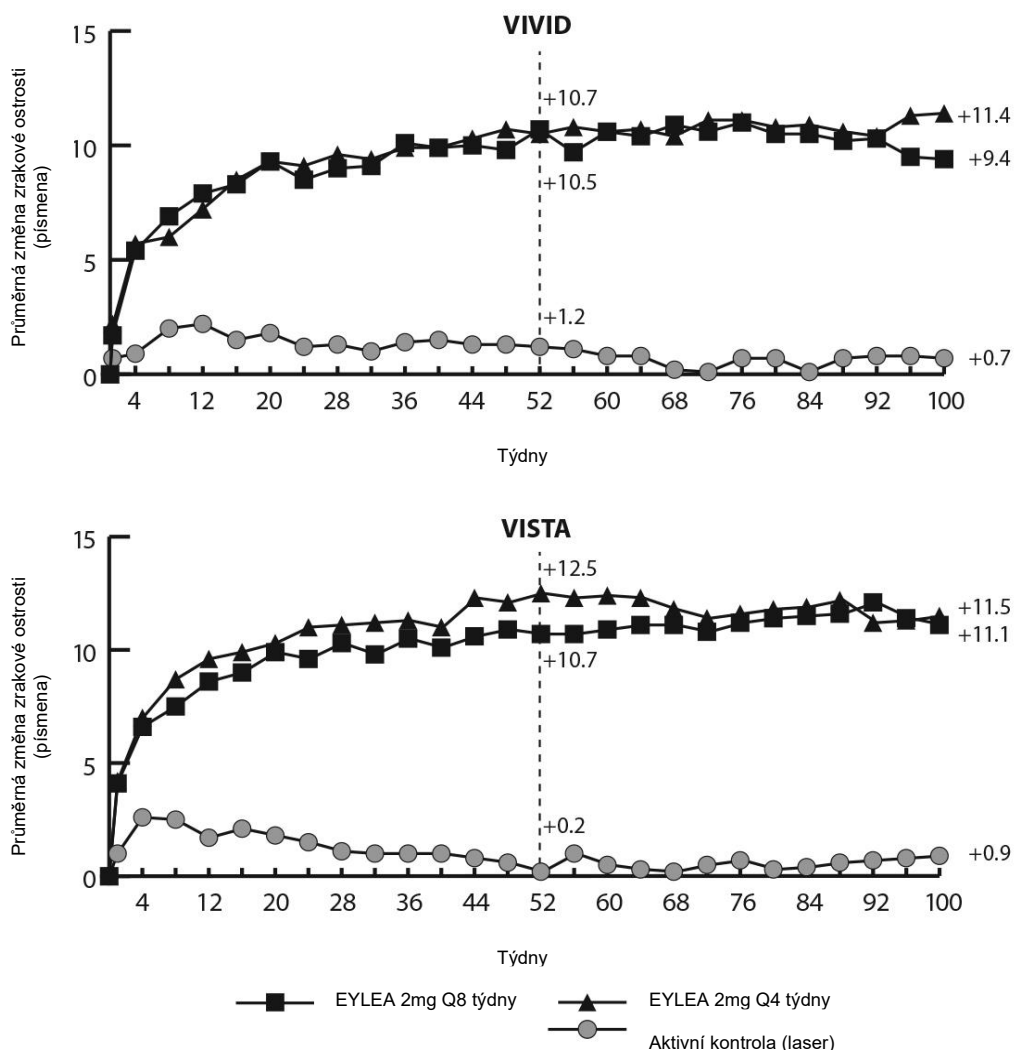 VIVID
Průměrná změna zrakové ostrosti
(písmena)
15
10
5
0
+10.7
+10.5
+1.2
+11.4
+9.4
+0.7
4 12 20 28 36 44 52 60 68 76 84 92 100
Týdny
VISTA
Průměrná změna zrakové ostrosti
(písmena)
15
10
5
0
+12.5
+10.7
+0.2
+11.5
+11.1
+0.9
4 12 20 28 36 44 52 60 68 76 84 92 100
Týdny
EYLEA 2mg Q8 týdny EYLEA 2mg Q4 týdny
Aktivní kontrola (laser)